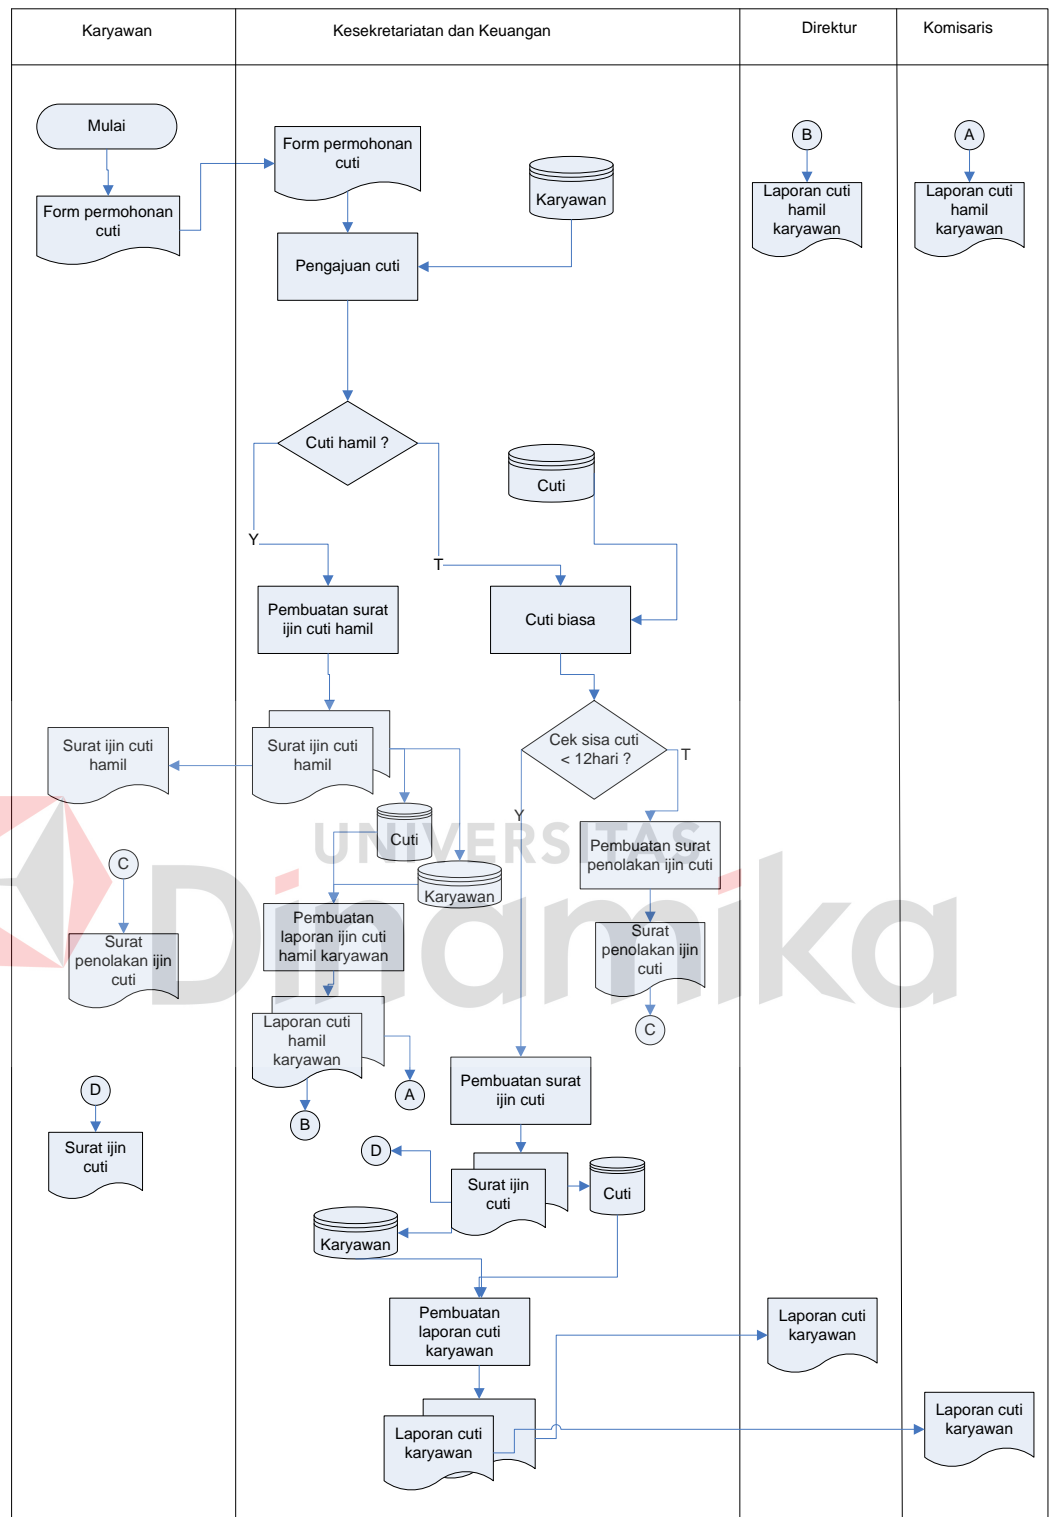 Karyawan
Kesekretariatan dan Keuangan
Direktur
Komisaris
Mulai
Form permohonan
cuti
Form permohonan
cuti
Karyawan
B
A
Laporan cuti
hamil
karyawan
Laporan cuti
hamil
karyawan
Pengajuan cuti
Cuti hamil ?
Cuti
Y
T
Pembuatan surat
ijin cuti hamil
Cuti biasa
Surat ijin cuti
hamil
Surat ijin cuti
hamil
Cek sisa cuti
< 12hari ?
T
Y
Cuti
UNIVERSITAS
Dinamika
Pembuatan surat
penolakan ijin cuti
C
Karyawan
Surat
penolakan ijin
cuti
Pembuatan
laporan ijin cuti
hamil karyawan
Surat
penolakan ijin
cuti
C
Laporan cuti
hamil
karyawan
A
B
Pembuatan surat
ijin cuti
D
Surat ijin
cuti
D
Surat ijin
cuti
Cuti
Karyawan
Pembuatan
laporan cuti
karyawan
Laporan cuti
karyawan
Laporan cuti
karyawan
Laporan cuti
karyawan